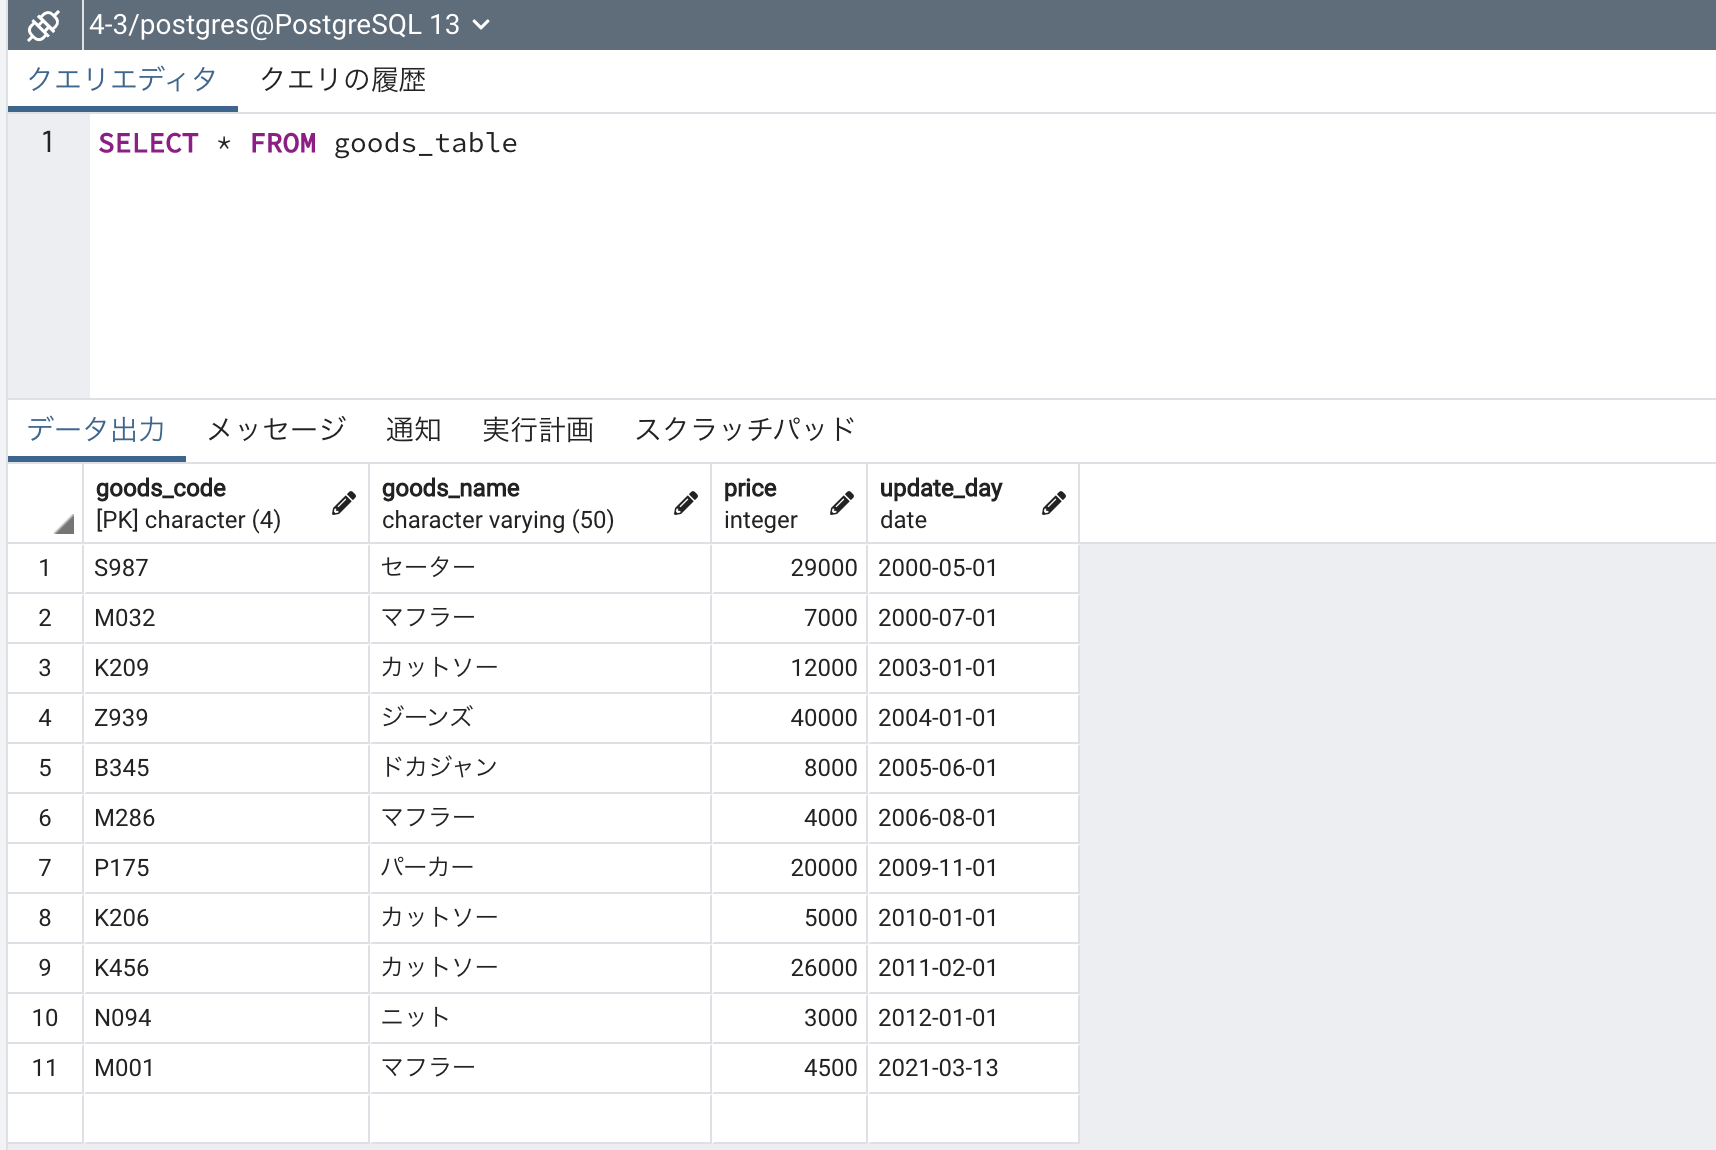 4-3/postgres@PostgreSQL 13
クエリエディタ クエリの履歴
1 SELECT * FROM goods_table
データ出力 メッセージ 通知 実行計画 スクラッチパッド
goods_code goods_name price update_day
[PK] character (4) character varying (50) integer date
1 S987 セーター 29000 2000-05-01
2 M032 マフラー 7000 2000-07-01
3 K209 カットソー 12000 2003-01-01
4 Z939 ジーンズ 40000 2004-01-01
5 B345 ドカジャン 8000 2005-06-01
6 M286 マフラー 4000 2006-08-01
7 P175 パーカー 20000 2009-11-01
8 K206 カットソー 5000 2010-01-01
9 K456 カットソー 26000 2011-02-01
10 N094 ニット 3000 2012-01-01
11 M001 マフラー 4500 2021-03-13